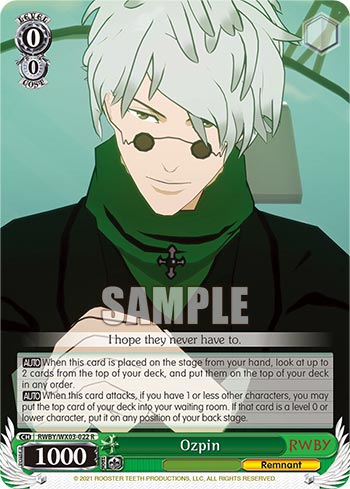 LEVEL
0
0
COST
SAMPLE
I hope they never have to.
AUTO When this card is placed on the stage from your hand, look at up to
2 cards from the top of your deck, and put them on the top of your deck
in any order.
AUTO When this card attacks, if you have 1 or less other characters, you may
put the top card of your deck into your waiting room. If that card is a level 0 or
lower character, put it on any position of your back stage.
CH RWBY/WX03-022 R
Ozpin
RWBY
POWER
1000
Remnant
©2021 ROOSTER TEETH PRODUCTIONS, LLC, ALL RIGHTS RESERVED.